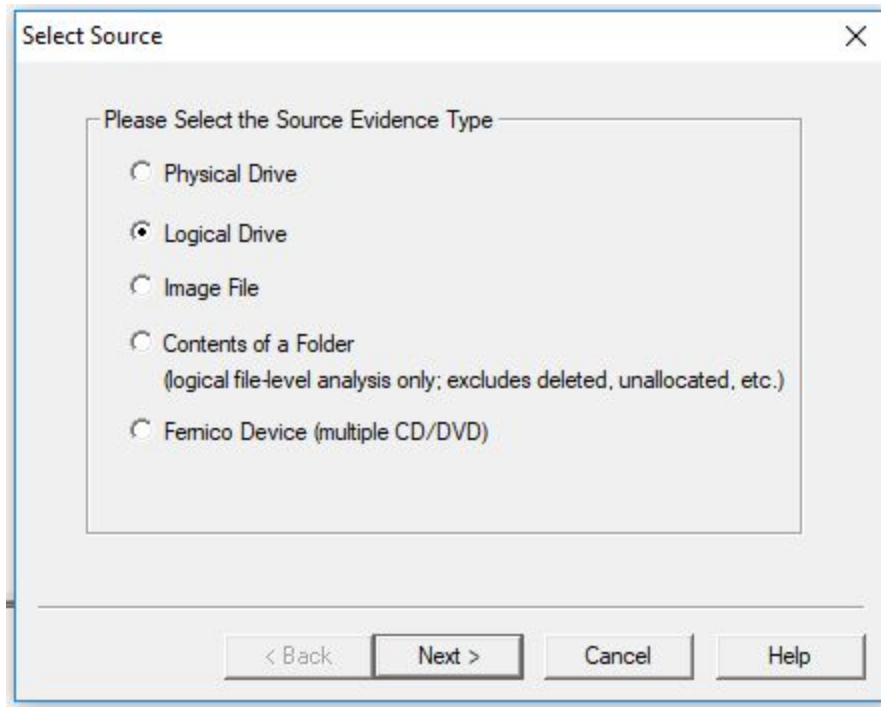 Select Source
Please Select the Source Evidence Type
Physical Drive
Logical Drive
Image File
Contents of a Folder
(logical file-level analysis only; excludes deleted, unallocated, etc.)
Fernico Device (multiple CD/DVD)
< Back
Next >
Cancel
Help